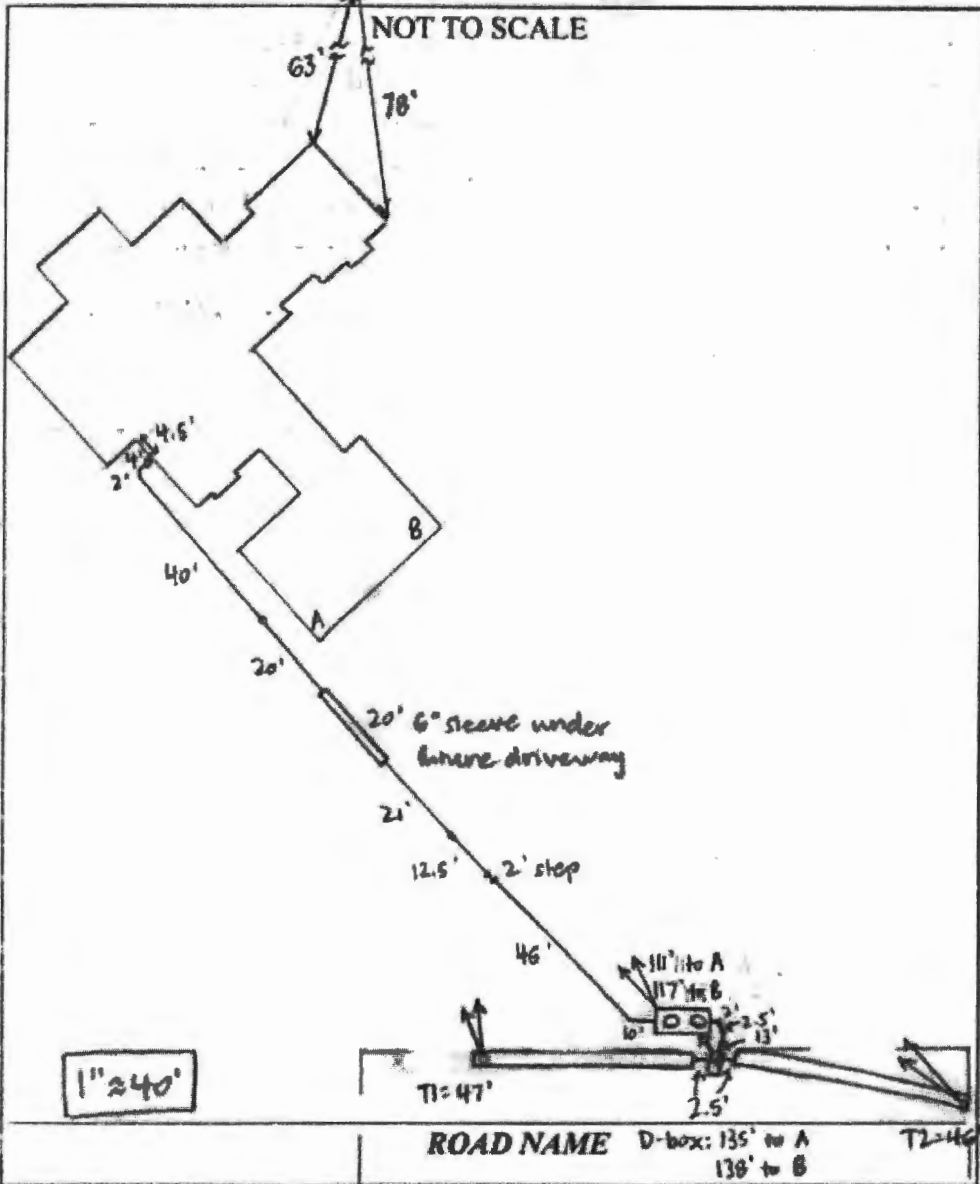 NOT TO SCALE
63'
78'
4.5'
2'
B
40'
A
20'
20' 6" sleeve under
future driveway
21'
12.5'
2' step
46'
111' to A
117' to B
2'
2.5'
10'
13'
1" ≈ 40'
T1=47'
2.5'
ROAD NAME
D-box: 135' to A
138' to B
T2=46